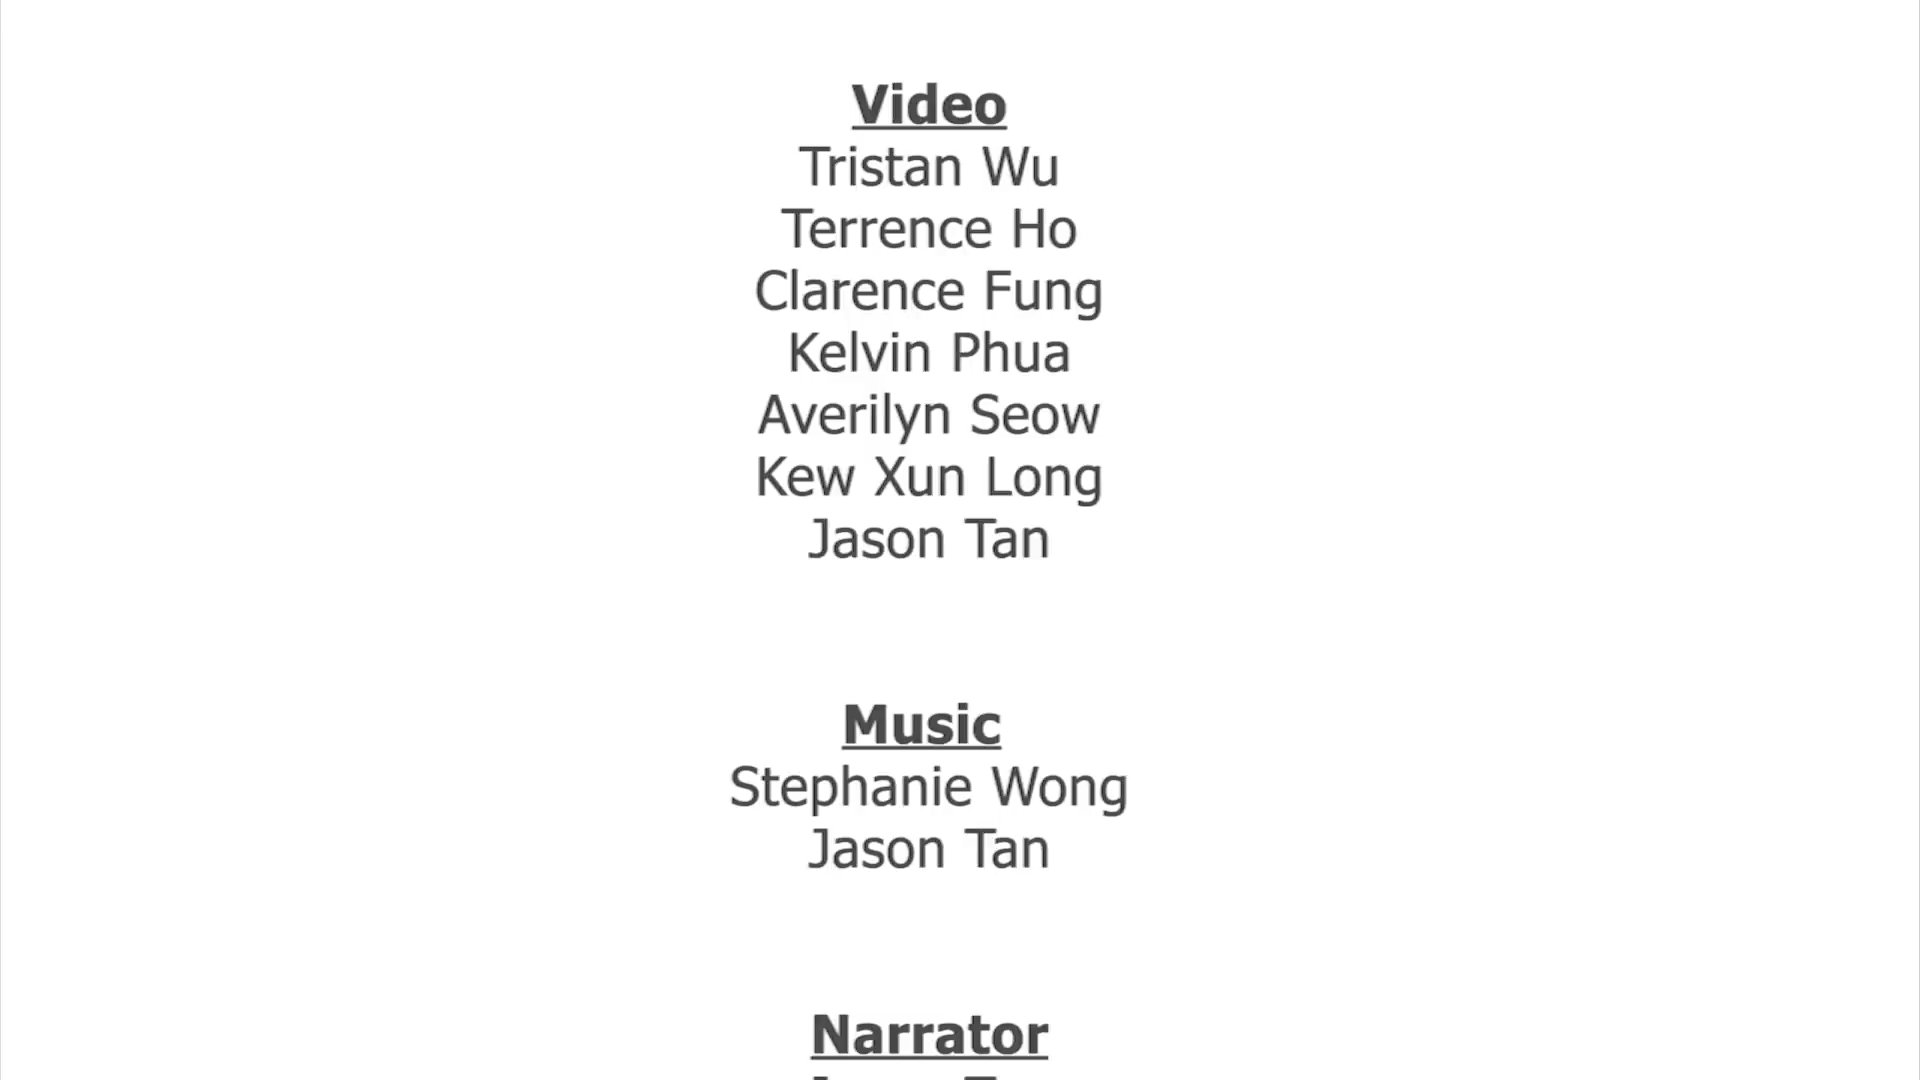 Video
Tristan Wu
Terrence Ho
Clarence Fung
Kelvin Phua
Averilyn Seow
Kew Xun Long
Jason Tan
Music
Stephanie Wong
Jason Tan
Narrator